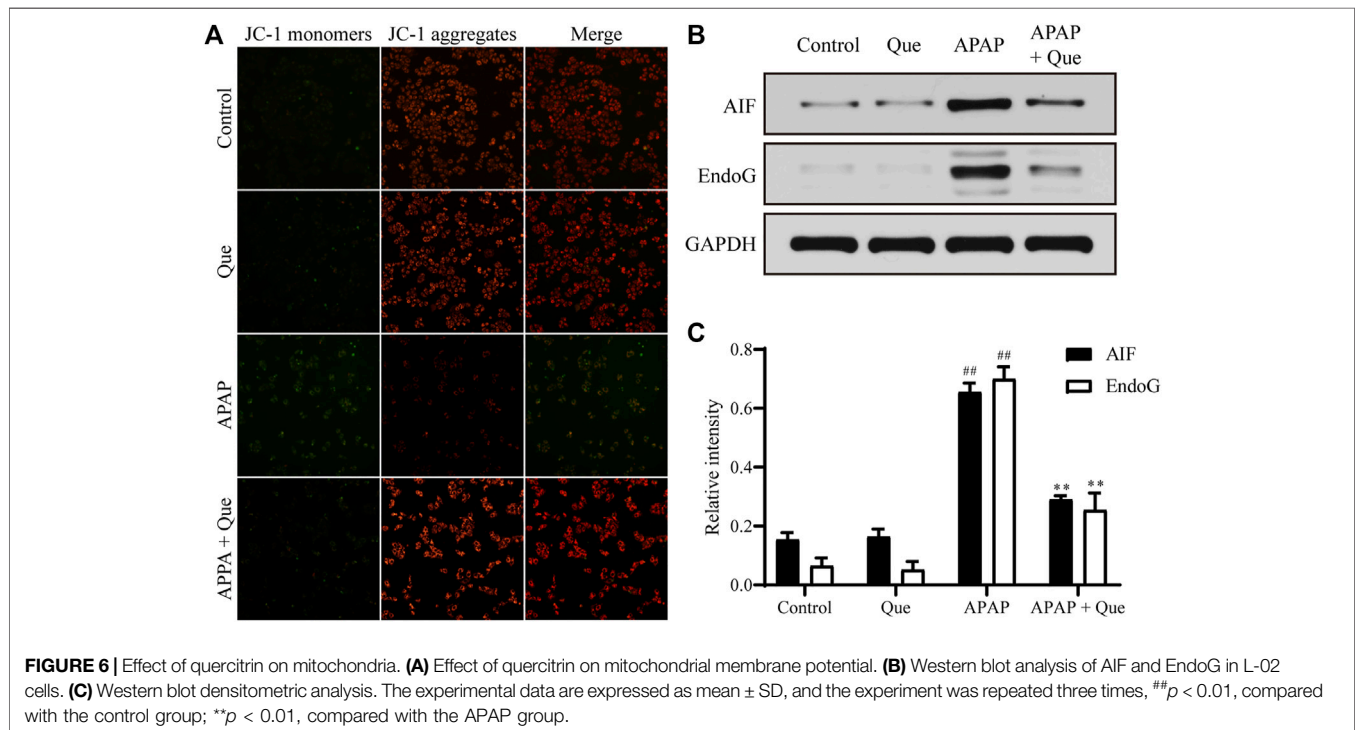 A
JC-1 monomers JC-1 aggregates Merge
Control
Que
APAP
APPA + Que
B
Control Que APAP APAP + Que
AIF
EndoG
GAPDH
C
Relative intensity
0.8
0.6
0.4
0.2
0.0
## ##
** **
AIF
EndoG
Control Que APAP APAP + Que
FIGURE 6 | Effect of quercitrin on mitochondria. (A) Effect of quercitrin on mitochondrial membrane potential. (B) Western blot analysis of AIF and EndoG in L-02
cells. (C) Western blot densitometric analysis. The experimental data are expressed as mean ± SD, and the experiment was repeated three times, ##p < 0.01, compared
with the control group; **p < 0.01, compared with the APAP group.